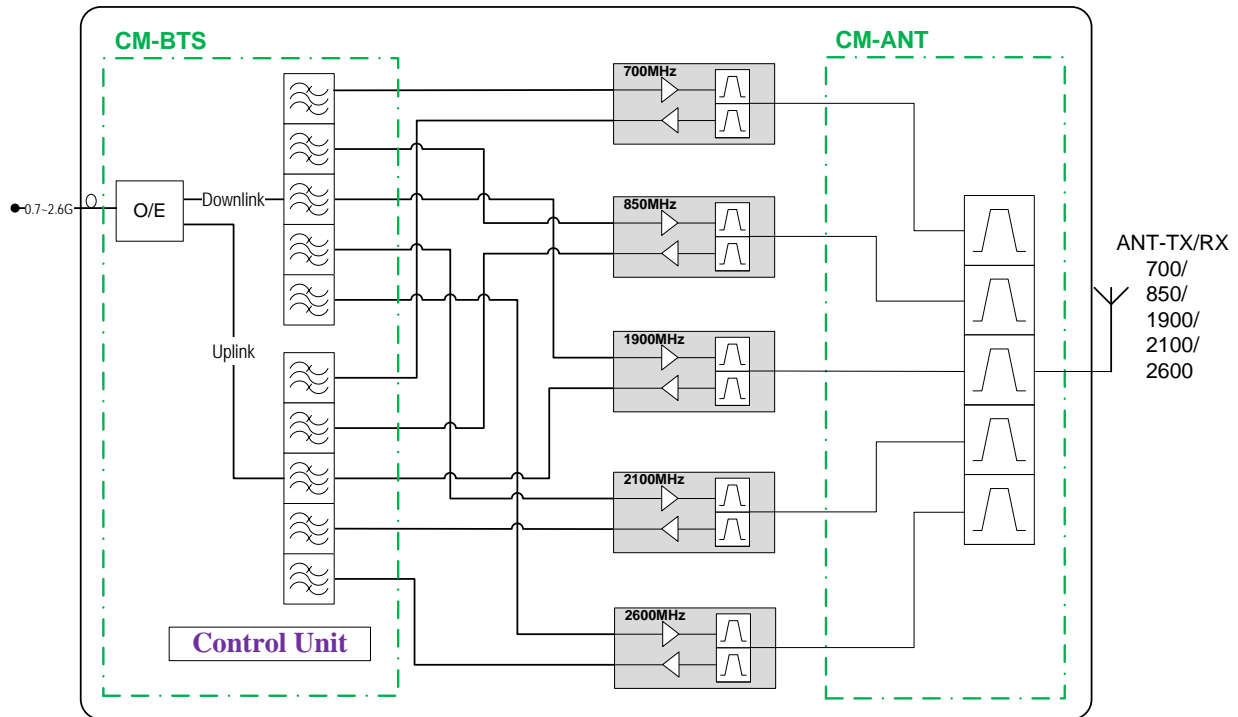 CM-BTS
CM-ANT
700MHz
850MHz
0.7~2.6G
O/E
Downlink
ANT-TX/RX
700/
850/
1900/
2100/
2600
1900MHz
Uplink
2100MHz
2600MHz
Control Unit